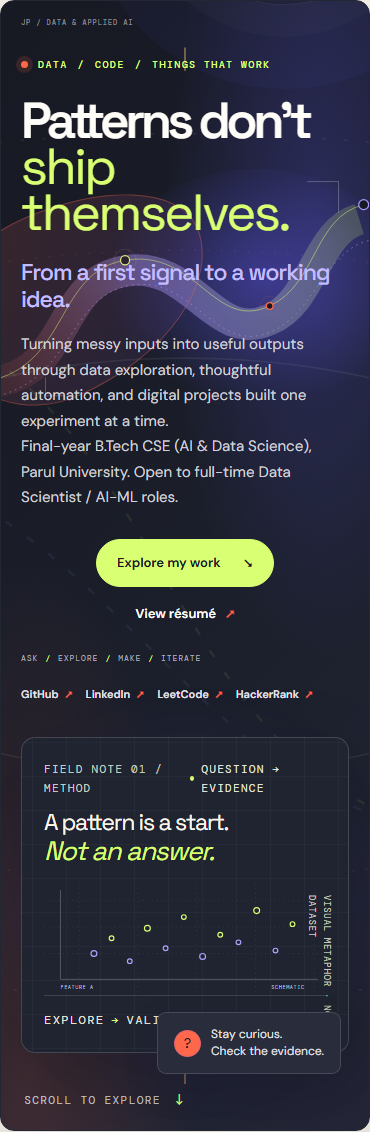 JP / DATA & APPLIED AI
DATA / CODE / THINGS THAT WORK
Patterns don't
ship
themselves.
From a first signal to a working
idea.
Turning messy inputs into useful outputs
through data exploration, thoughtful
automation, and digital projects built one
experiment at a time.
Final-year B.Tech CSE (AI & Data Science),
Parul University. Open to full-time Data
Scientist / AI-ML roles.
Explore my work ↘
View résumé ↗
ASK / EXPLORE / MAKE / ITERATE
GitHub ↗ LinkedIn ↗ LeetCode ↗ HackerRank ↗
FIELD NOTE 01 /
METHOD
QUESTION →
EVIDENCE
A pattern is a start.
Not an answer.
VISUAL METAPHOR
DATASET
FEATURE A
SCHEMATIC
EXPLORE →
?
Stay curious.
Check the evidence.
SCROLL TO EXPLORE ↓